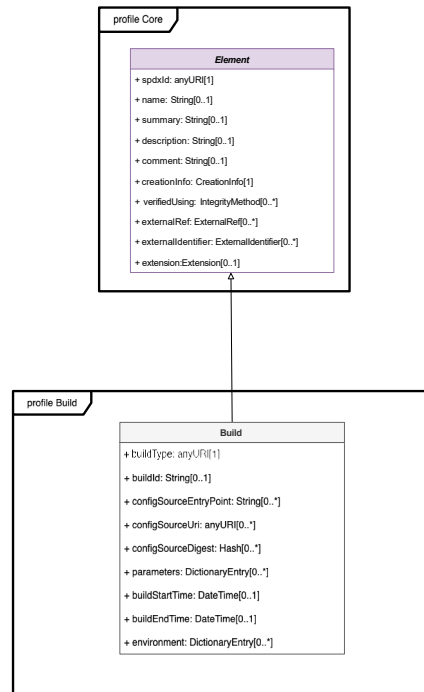 profile Core
Element
+ spdxId: anyURI[1]
+ name: String[0..1]
+ summary: String[0..1]
+ description: String[0..1]
+ comment: String[0..1]
+ creationInfo: CreationInfo[1]
+ verifiedUsing: IntegrityMethod[0..*]
+ externalRef: ExternalRef[0..*]
+ externalIdentifier: ExternalIdentifier[0..*]
+ extension:Extension[0..1]
profile Build
Build
+ buildType: anyURI[1]
+ buildId: String[0..1]
+ configSourceEntryPoint: String[0..*]
+ configSourceUri: anyURI[0..*]
+ configSourceDigest: Hash[0..*]
+ parameters: DictionaryEntry[0..*]
+ buildStartTime: DateTime[0..1]
+ buildEndTime: DateTime[0..1]
+ environment: DictionaryEntry[0..*]